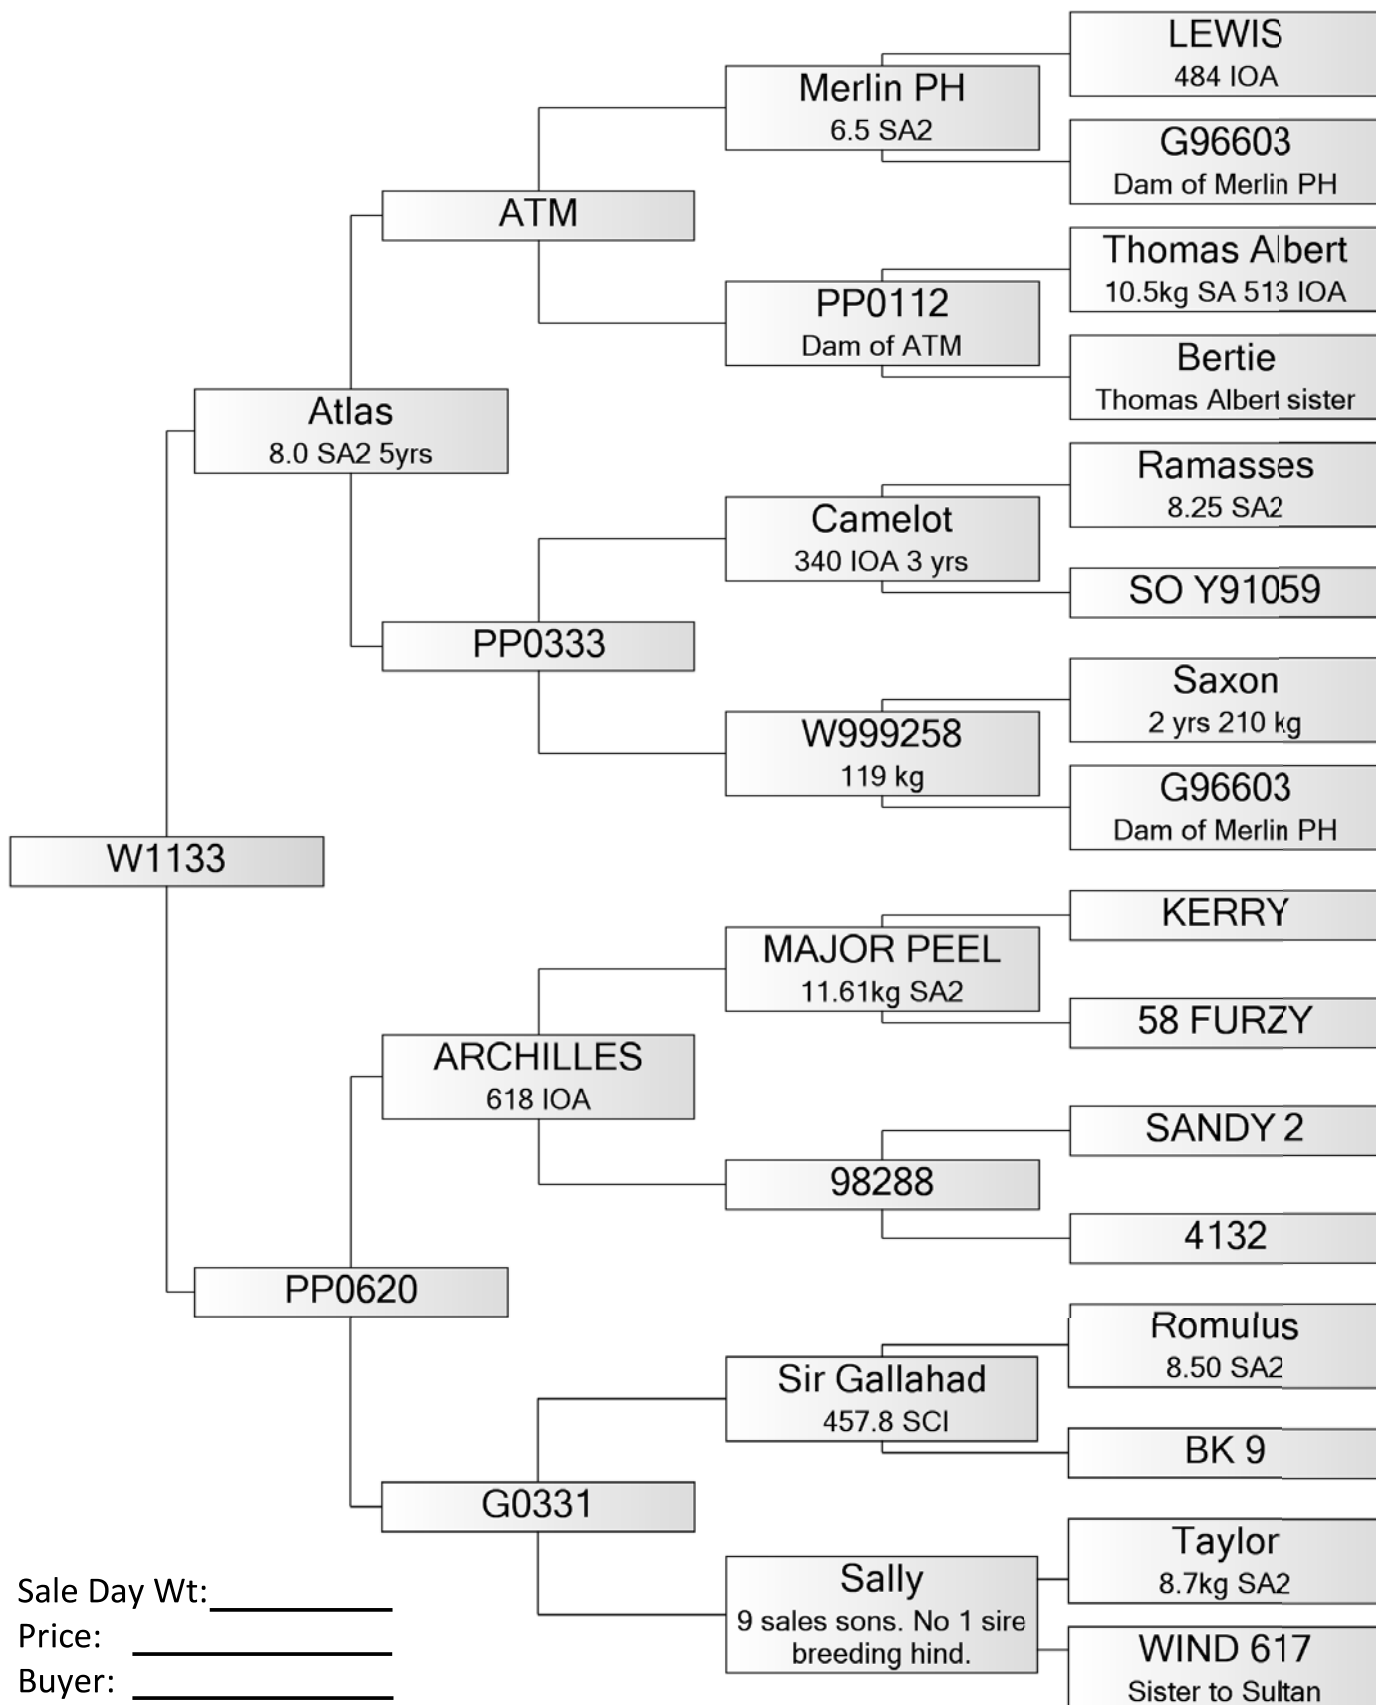 LEWIS
484 IOA
Merlin PH
6.5 SA2
G96603
Dam of Merlin PH
ATM
Thomas Albert
10.5kg SA 513 IOA
PP0112
Dam of ATM
Bertie
Thomas Albert sister
Atlas
8.0 SA2 5yrs
Ramasses
8.25 SA2
Camelot
340 IOA 3 yrs
SO Y91059
PP0333
Saxon
2 yrs 210 kg
W999258
119 kg
G96603
Dam of Merlin PH
W1133
KERRY
MAJOR PEEL
11.61kg SA2
58 FURZY
ARCHILLES
618 IOA
SANDY 2
98288
4132
PP0620
Romulus
8.50 SA2
Sir Gallahad
457.8 SCI
BK 9
G0331
Taylor
8.7kg SA2
Sally
9 sales sons. No 1 sire
breeding hind.
WIND 617
Sister to Sultan
Sale Day Wt:
Price:
Buyer: